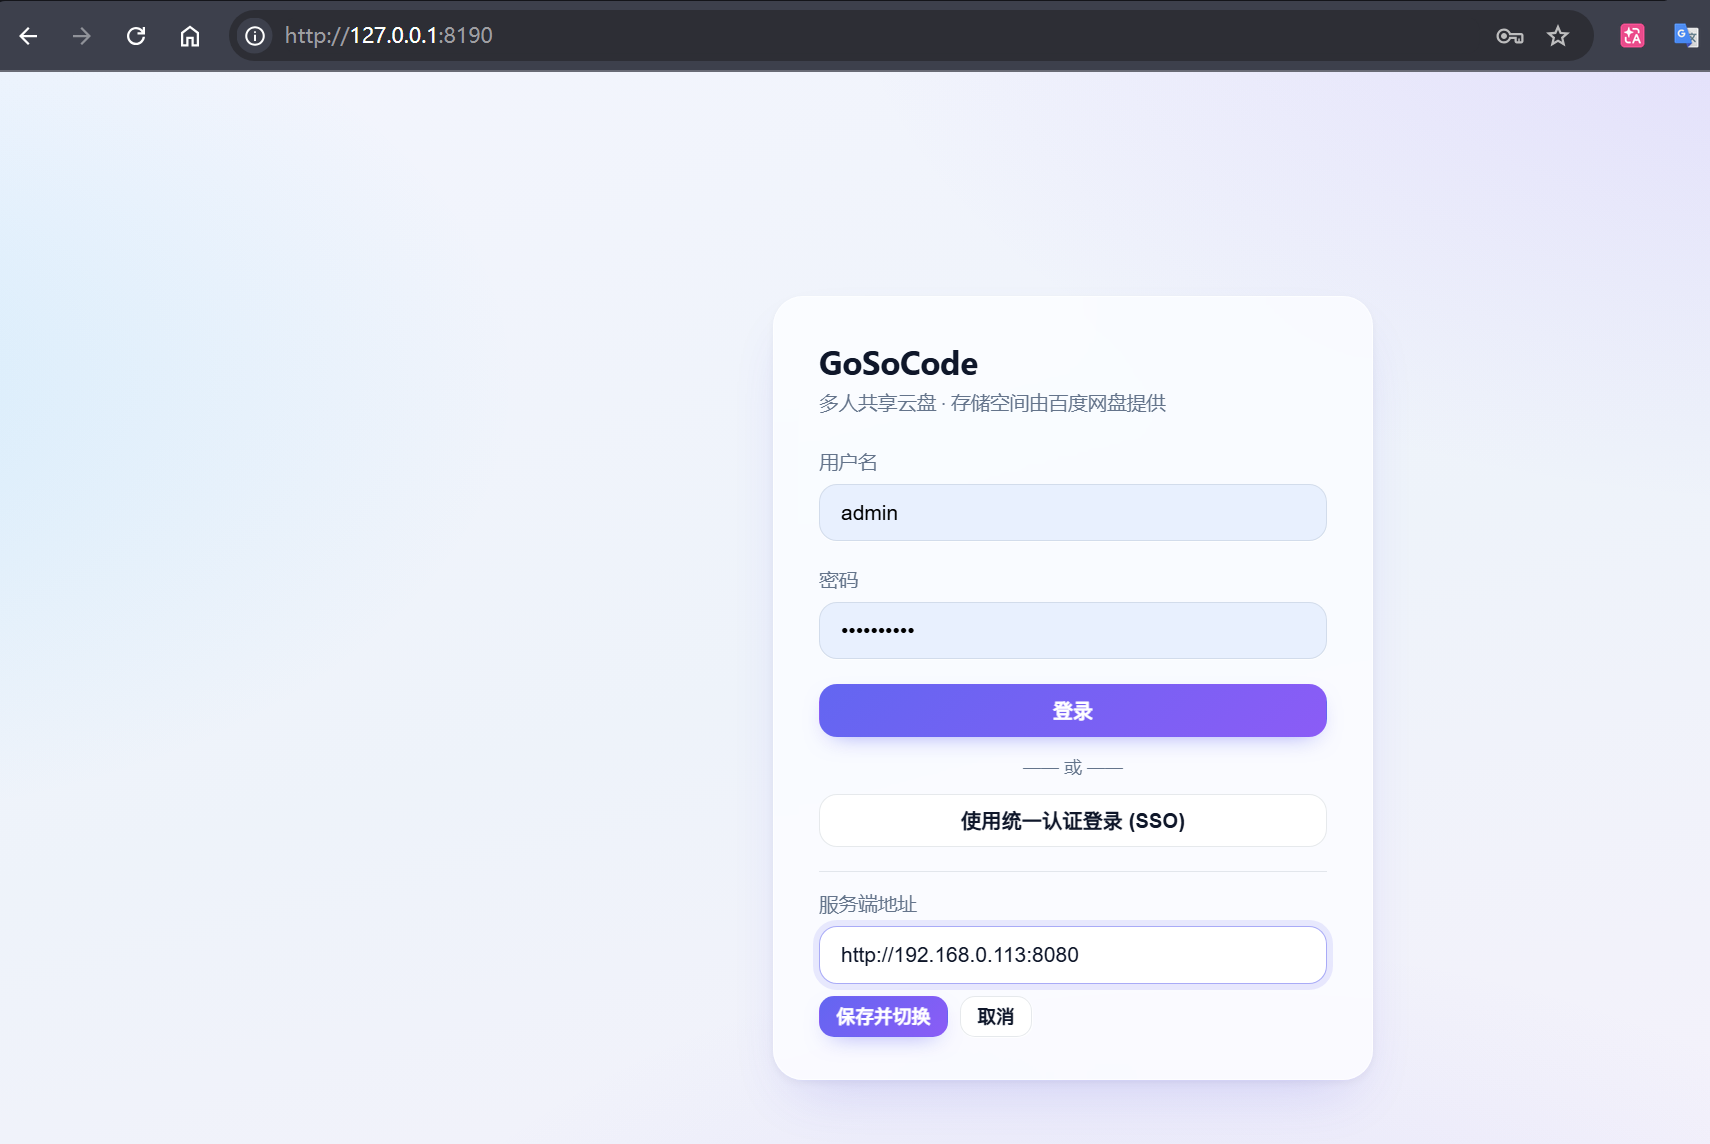 http://127.0.0.1:8190
GoSoCode
多人共享云盘 · 存储空间由百度网盘提供
用户名
admin
密码
••••••••••
登录
—— 或 ——
使用统一认证登录 (SSO)
服务端地址
http://192.168.0.113:8080
保存并切换
取消